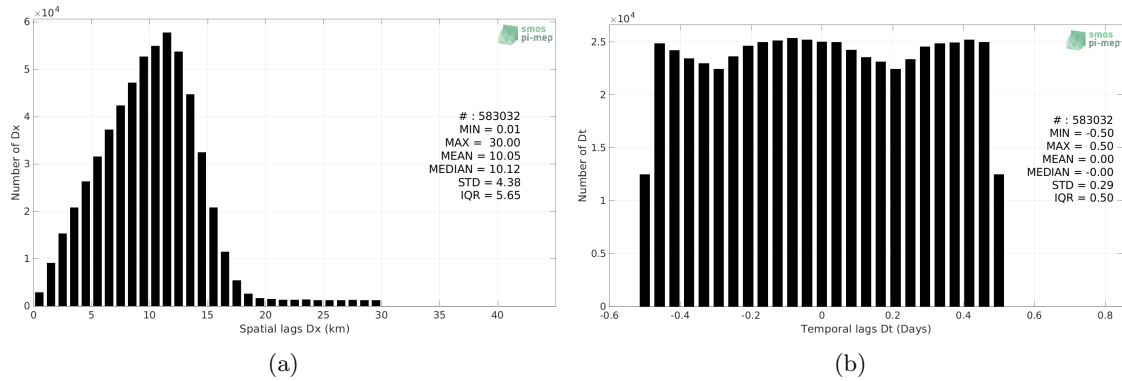 ×10⁴
6
5
4
3
2
1
0
Number of Dx
0 5 10 15 20 25 30 35 40
Spatial lags Dx (km)
smos
pi-mep
# : 583032
MIN = 0.01
MAX = 30.00
MEAN = 10.05
MEDIAN = 10.12
STD = 4.38
IQR = 5.65
(a)
×10⁴
2.5
2
1.5
1
0.5
0
Number of Dt
-0.6 -0.4 -0.2 0 0.2 0.4 0.6 0.8
Temporal lags Dt (Days)
smos
pi-mep
# : 583032
MIN = -0.50
MAX = 0.50
MEAN = 0.00
MEDIAN = -0.00
STD = 0.29
IQR = 0.50
(b)